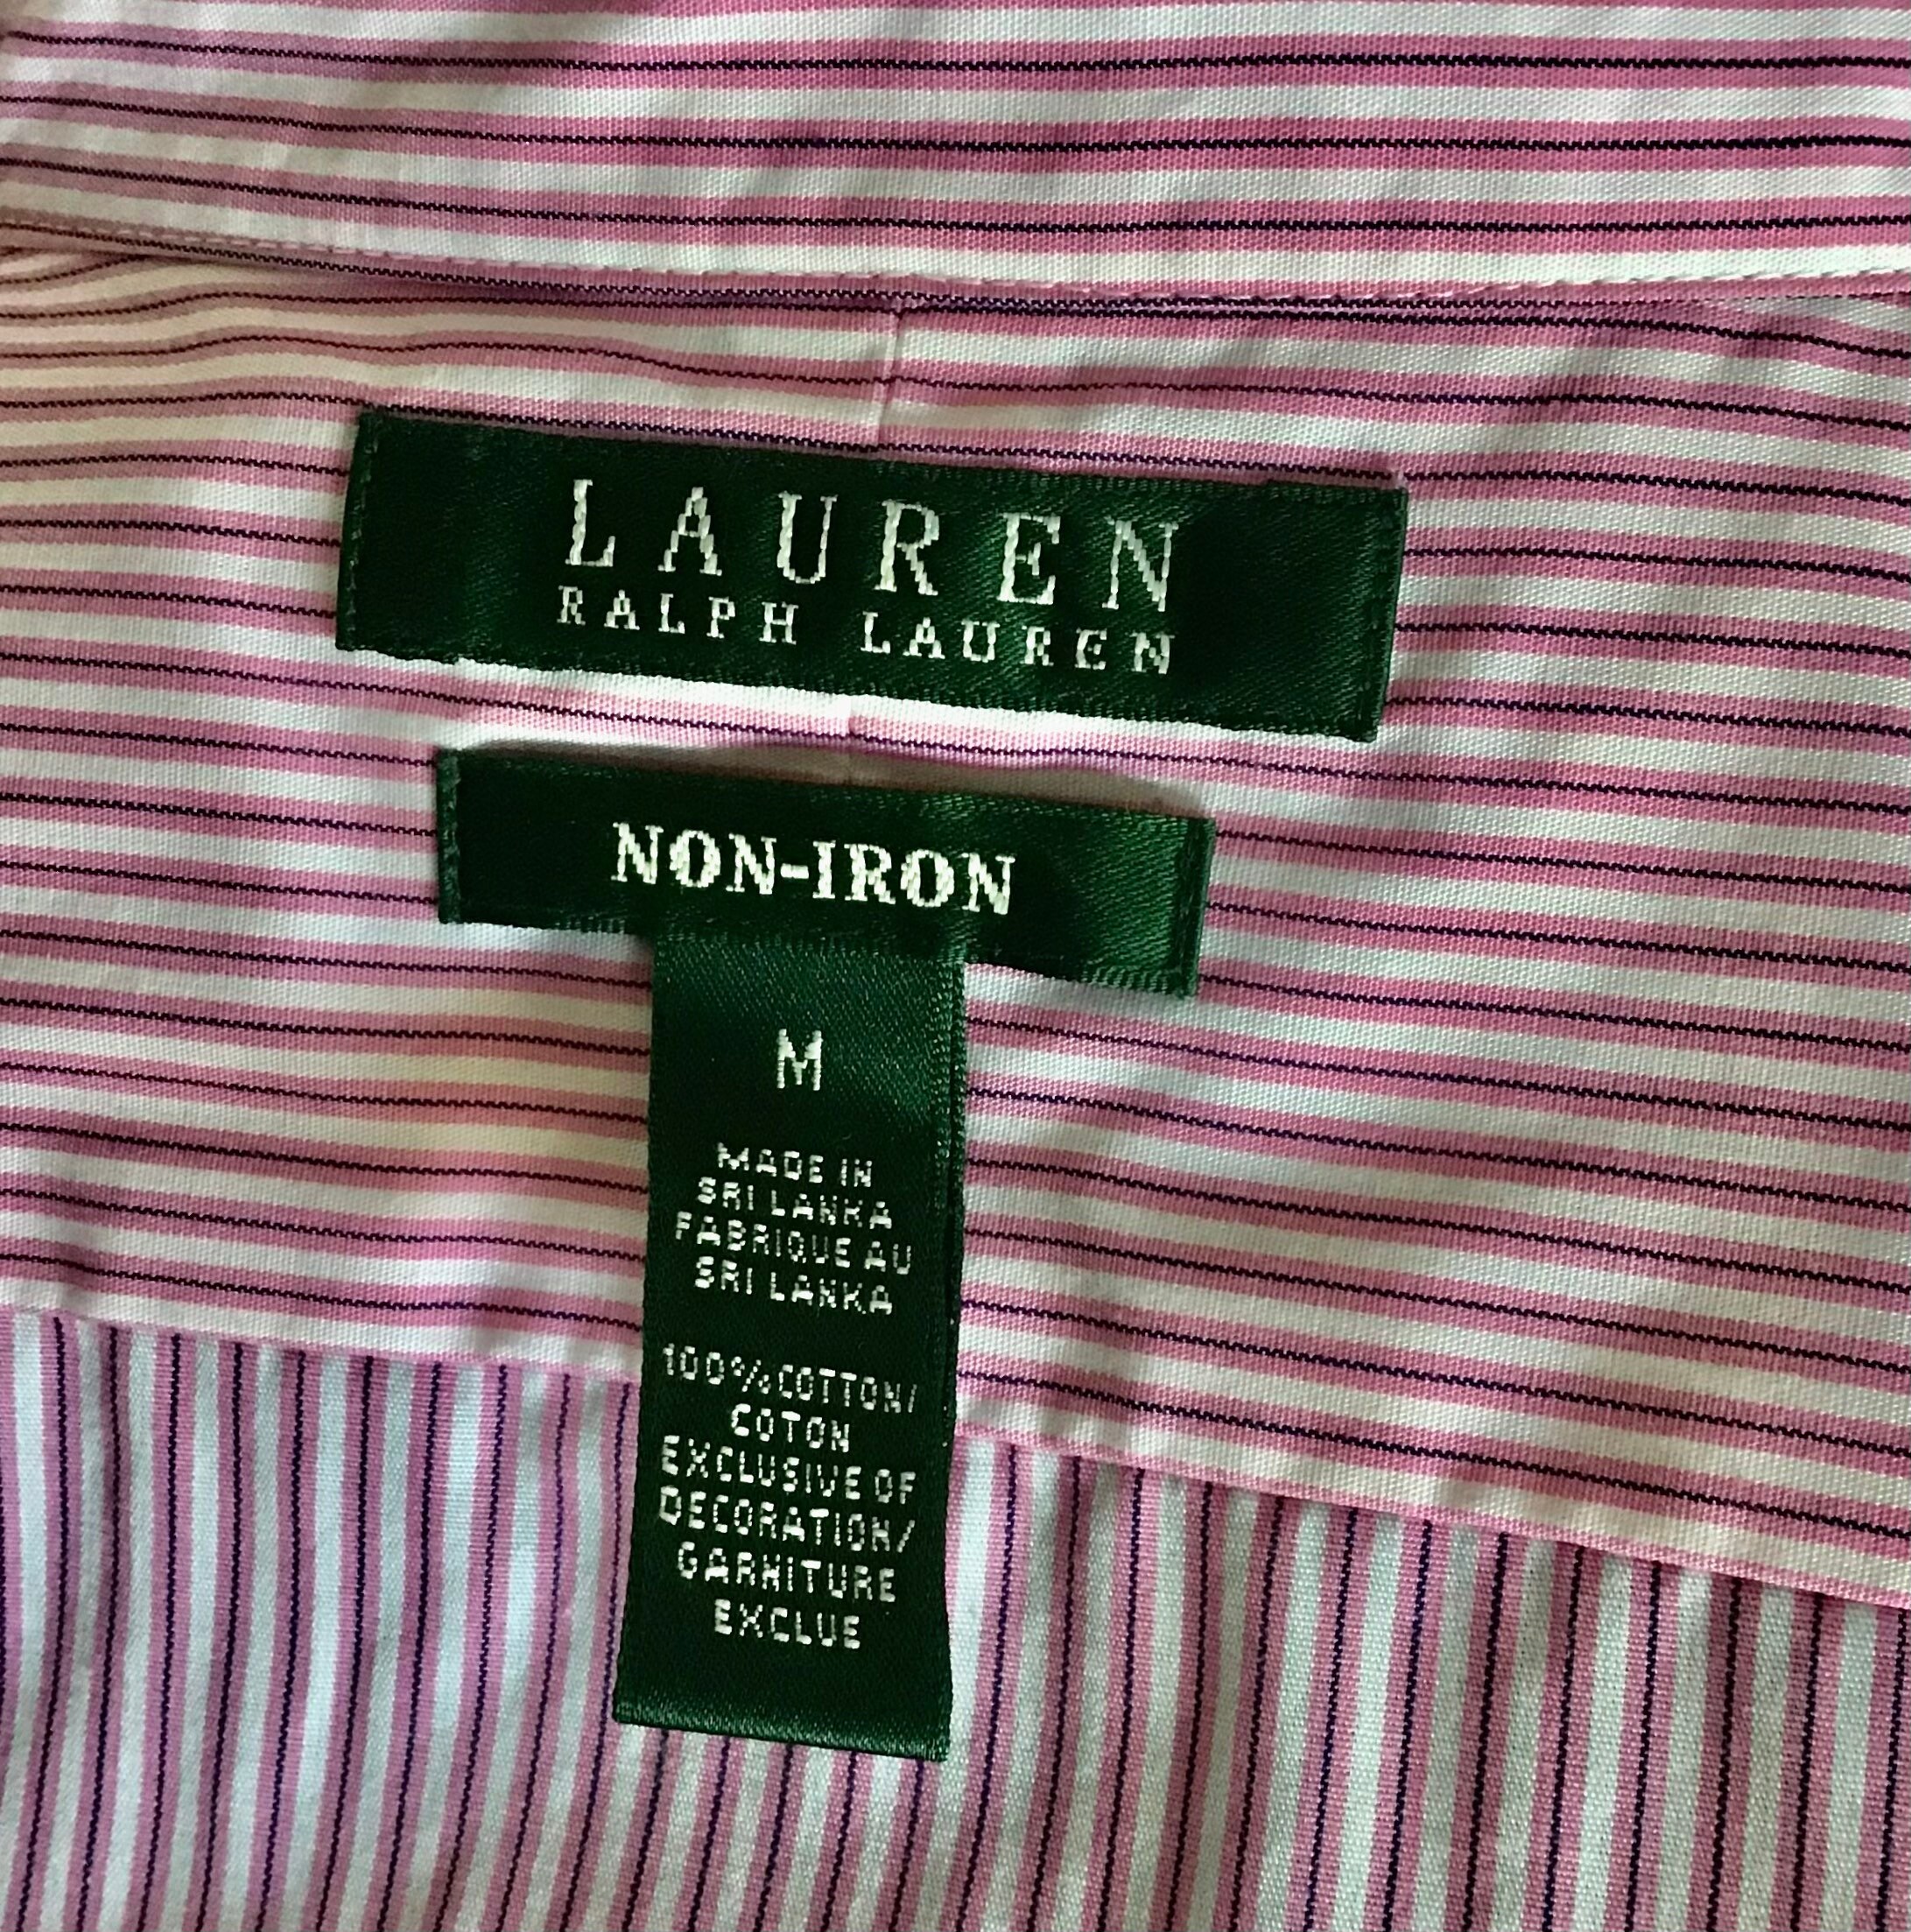 LAUREN
RALPH LAUREN
NON-IRON
M
MADE IN
SRI LANKA
FABRIQUE AU
SRI LANKA
100% COTTON/
COTON
EXCLUSIVE OF
DECORATION/
GARNITURE
EXCLUE